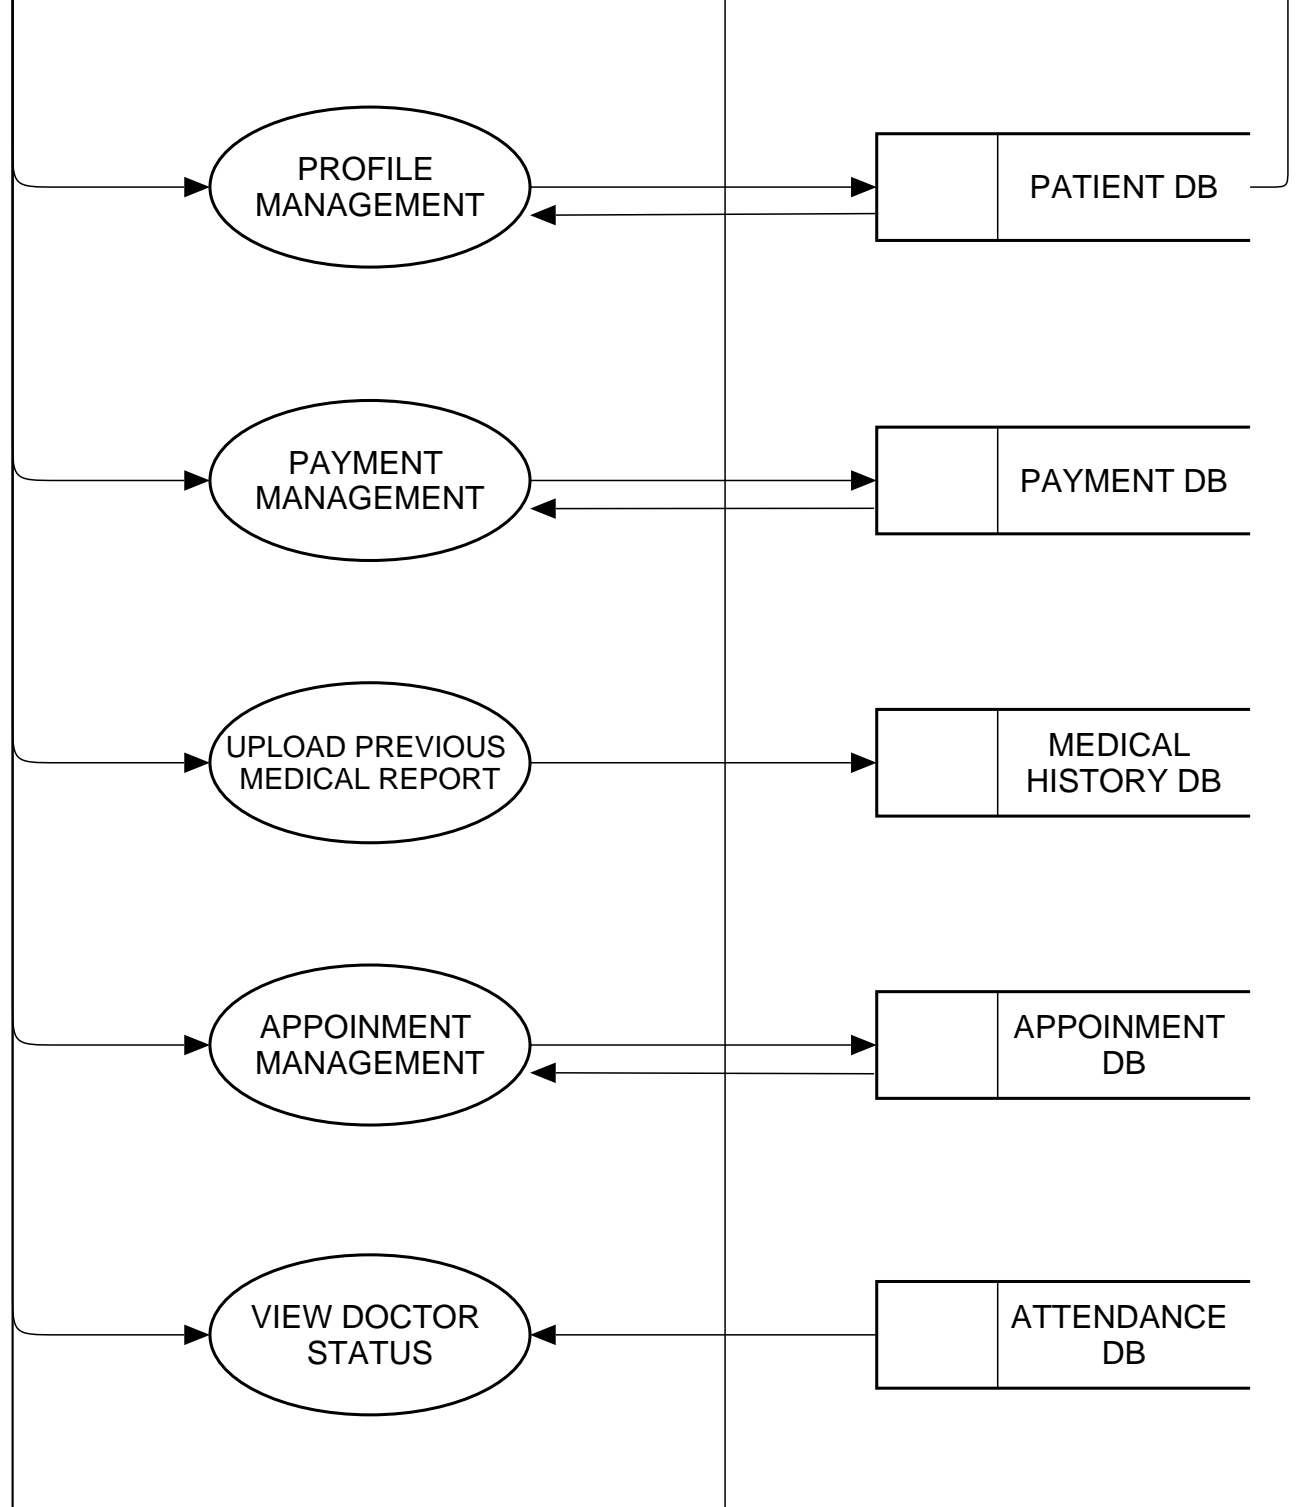 PROFILE
MANAGEMENT
PATIENT DB
PAYMENT
MANAGEMENT
PAYMENT DB
UPLOAD PREVIOUS
MEDICAL REPORT
MEDICAL
HISTORY DB
APPOINMENT
MANAGEMENT
APPOINMENT
DB
VIEW DOCTOR
STATUS
ATTENDANCE
DB